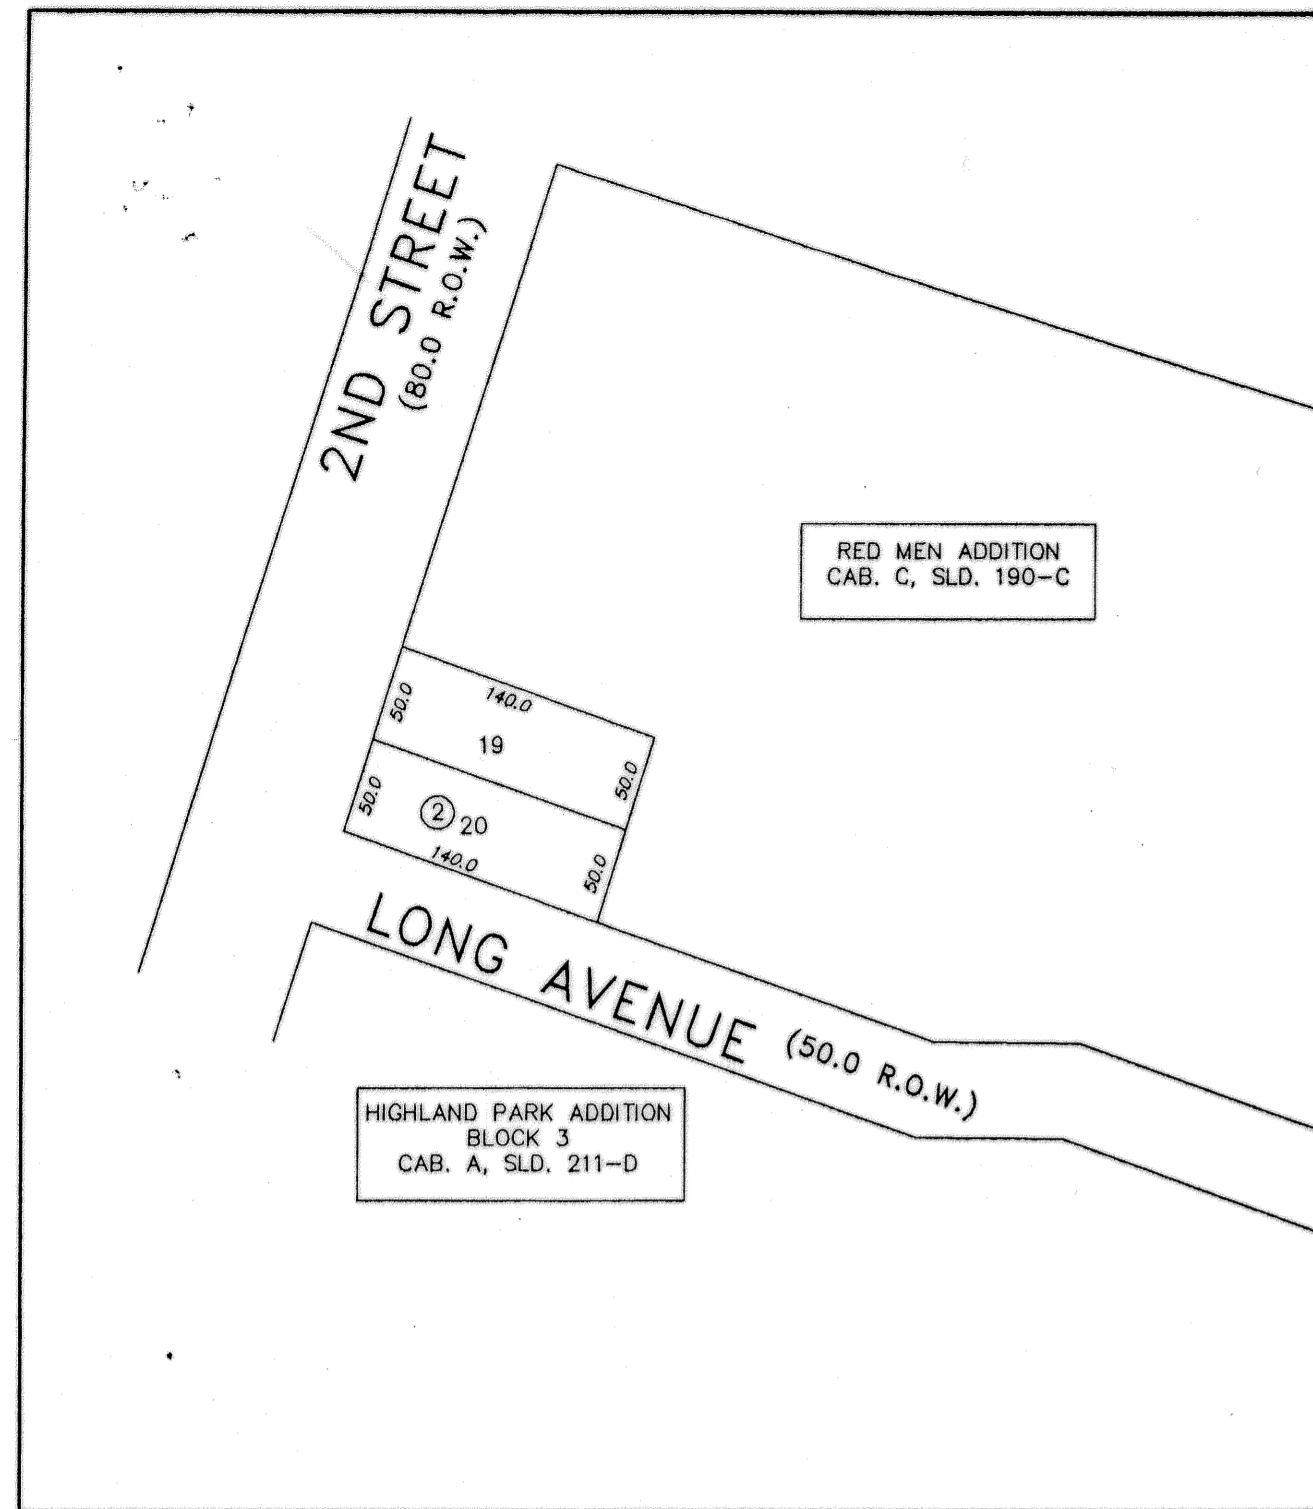 2ND STREET
(80.0 R.O.W.)
RED MEN ADDITION
CAB. C, SLD. 190-C
140.0
50.0
19
50.0
50.0
2 20
140.0
50.0
LONG AVENUE (50.0 R.O.W.)
HIGHLAND PARK ADDITION
BLOCK 3
CAB. A, SLD. 211-D